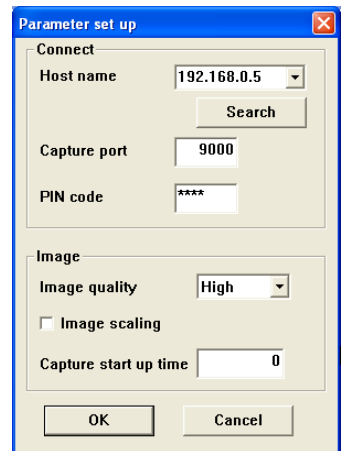 Parameter set up
Connect
Host name 192.168.0.5
Search
Capture port 9000
PIN code ****
Image
Image quality High
Image scaling
Capture start up time 0
OK Cancel